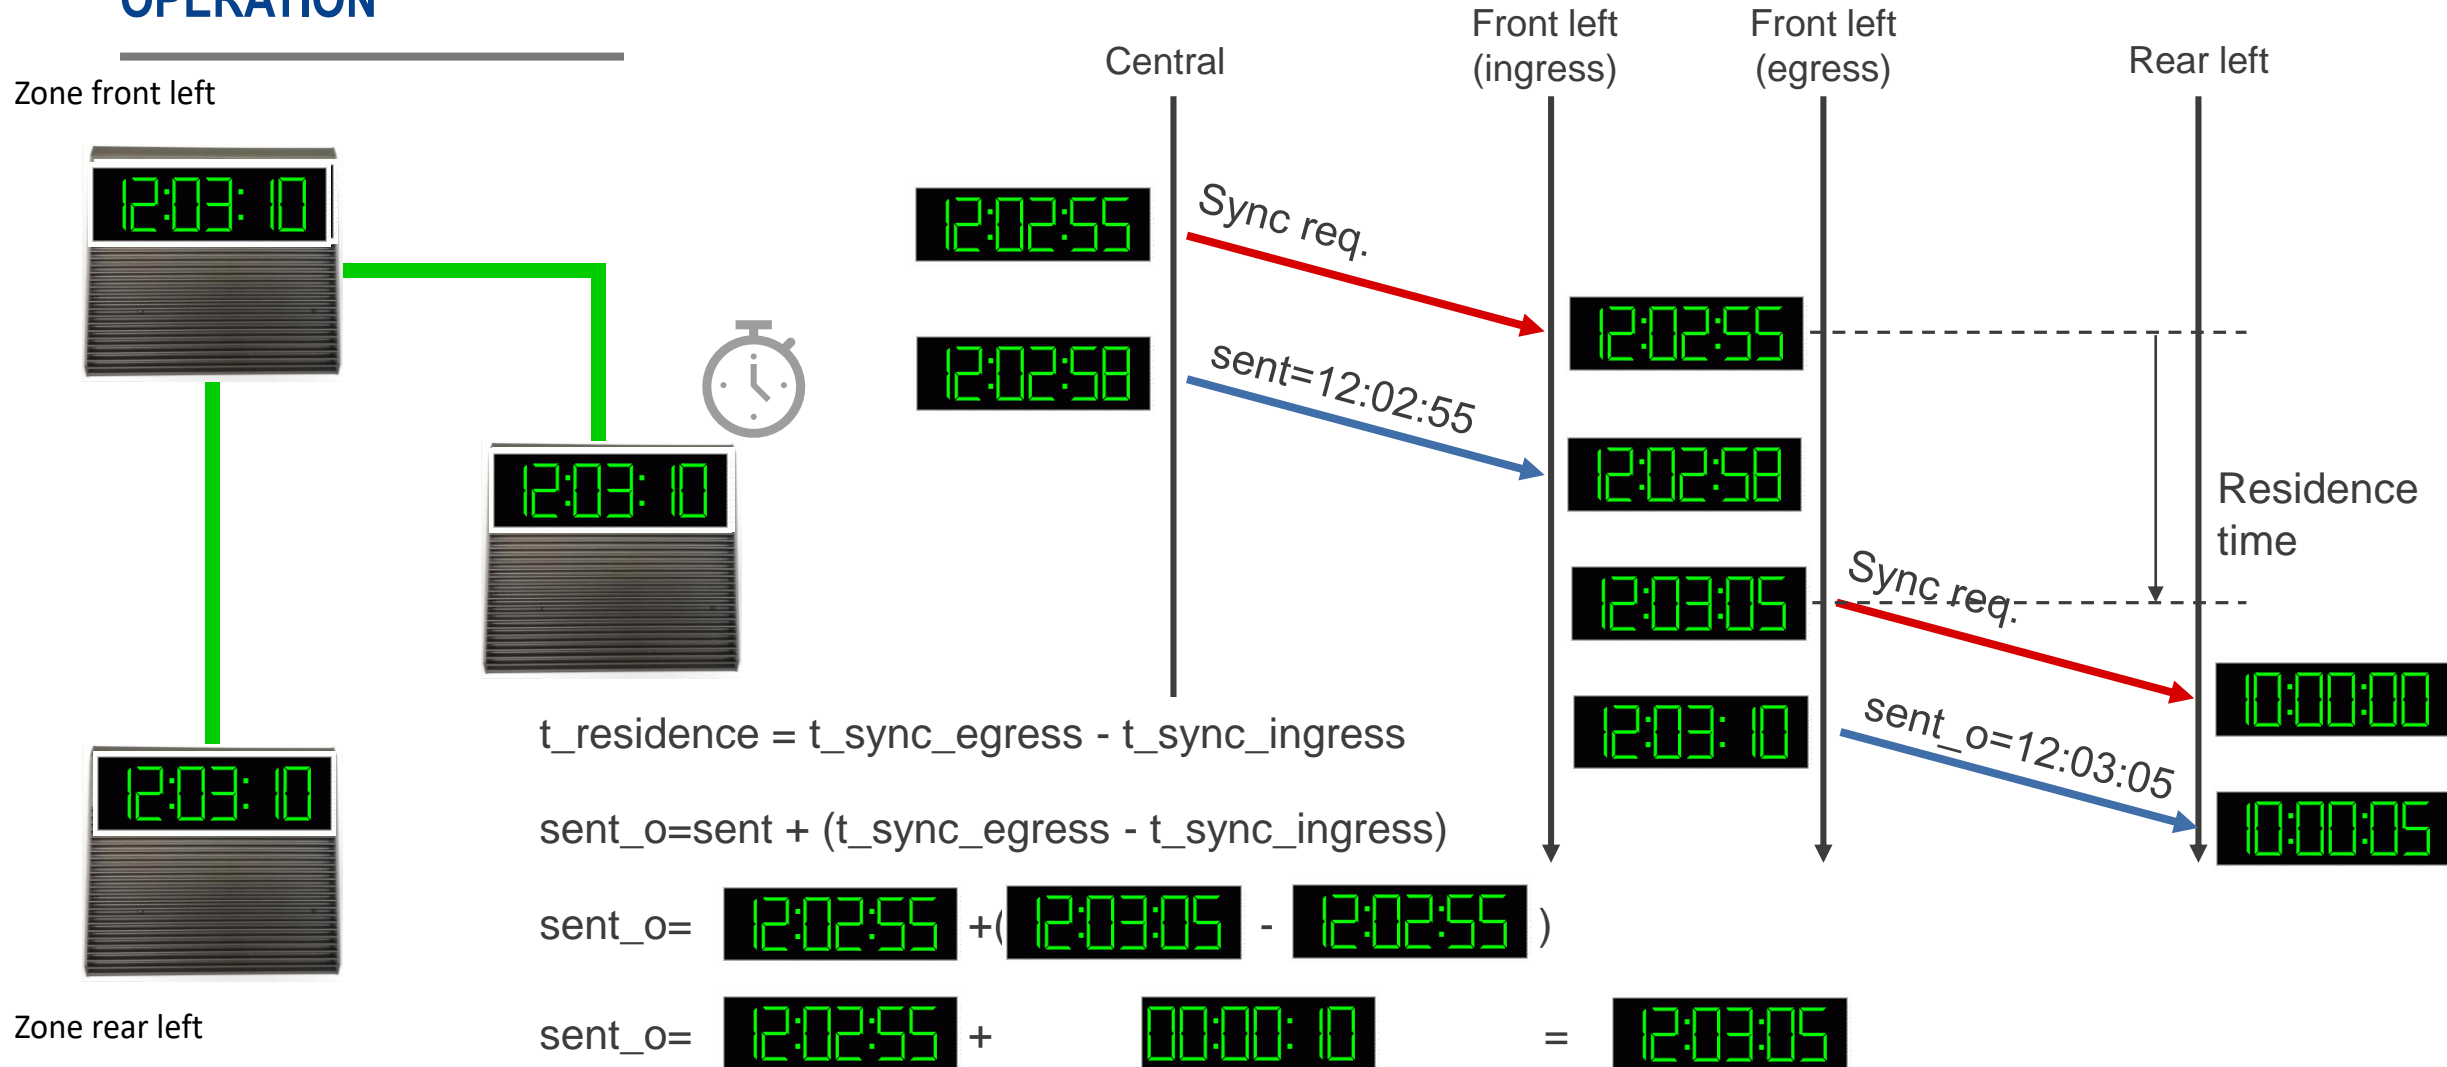 OPERATION
Zone front left
12:03:10
12:03:10
12:03:10
Zone rear left
Central
Front left
(ingress)
Front left
(egress)
Rear left
12:02:55
Sync req.
12:02:55
12:02:58
sent=12:02:55
12:02:58
Residence
time
12:03:05
Sync req.
10:00:00
12:03:10
sent_o=12:03:05
10:00:05
t_residence = t_sync_egress - t_sync_ingress
sent_o=sent + (t_sync_egress - t_sync_ingress)
sent_o= 12:02:55 +( 12:03:05 - 12:02:55 )
sent_o= 12:02:55 + 00:00:10 = 12:03:05